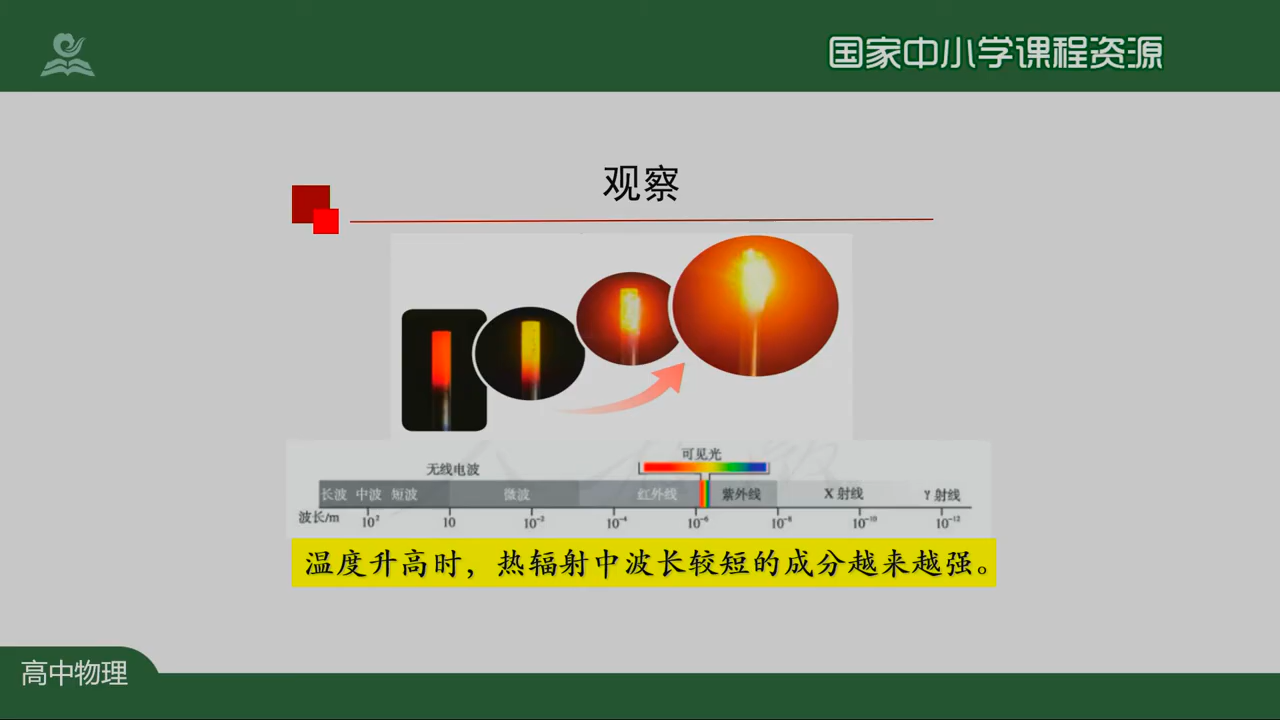 国家中小学课程资源
观察
可见光
无线电波
长波 中波 短波 微波 红外线 紫外线 X射线 γ射线
波长/m 10² 10 10⁻² 10⁻⁴ 10⁻⁶ 10⁻⁸ 10⁻¹⁰ 10⁻¹²
温度升高时，热辐射中波长较短的成分越来越强。
高中物理